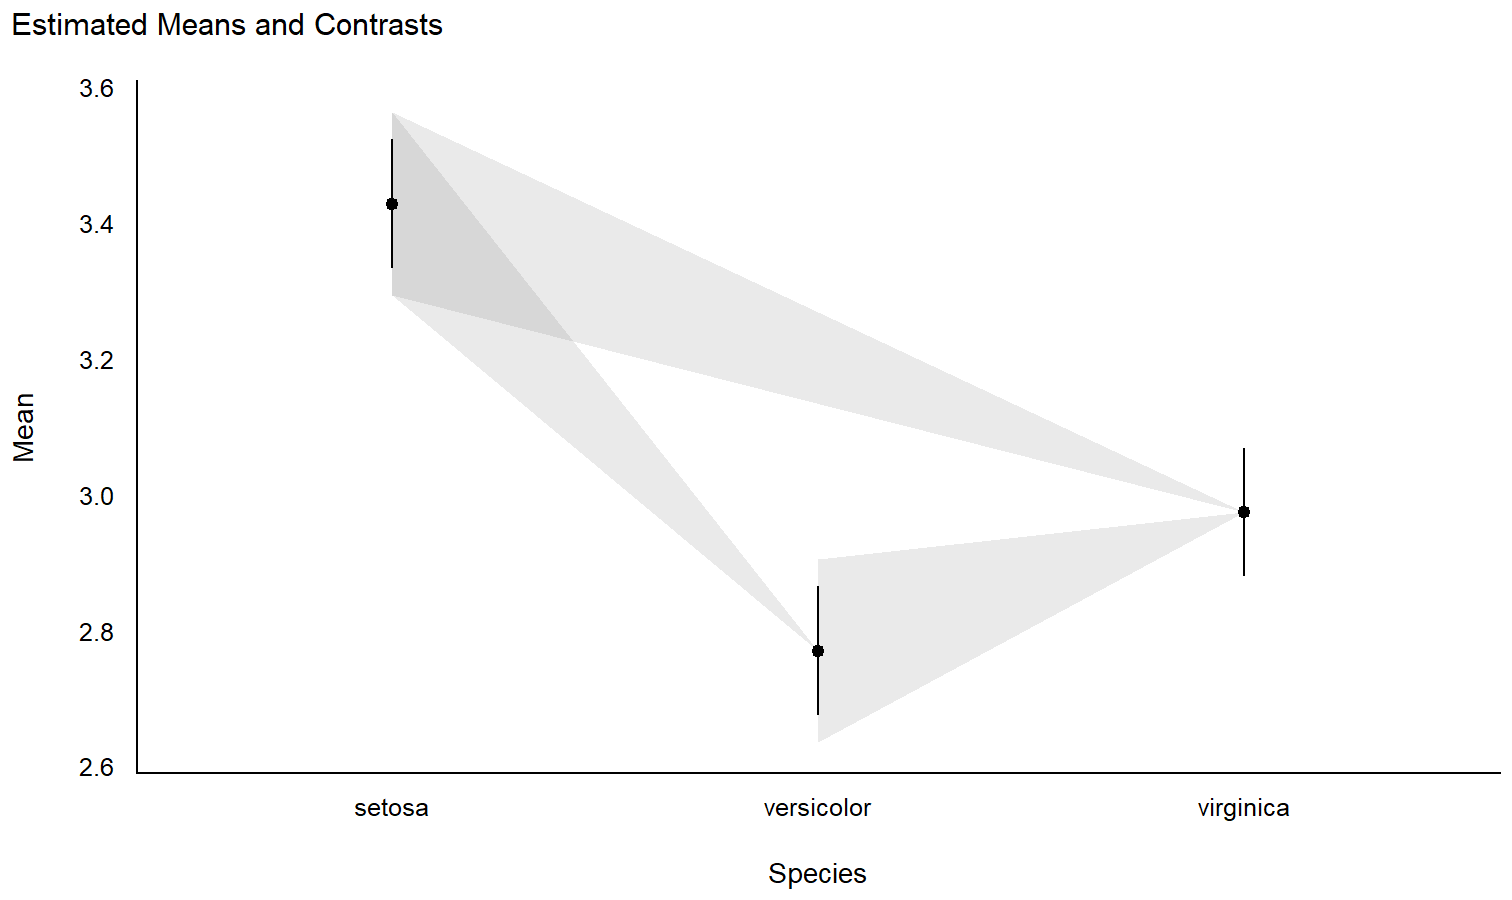 Estimated Means and Contrasts
3.6
3.4
3.2
3.0
2.8
2.6
Mean
setosa
versicolor
virginica
Species